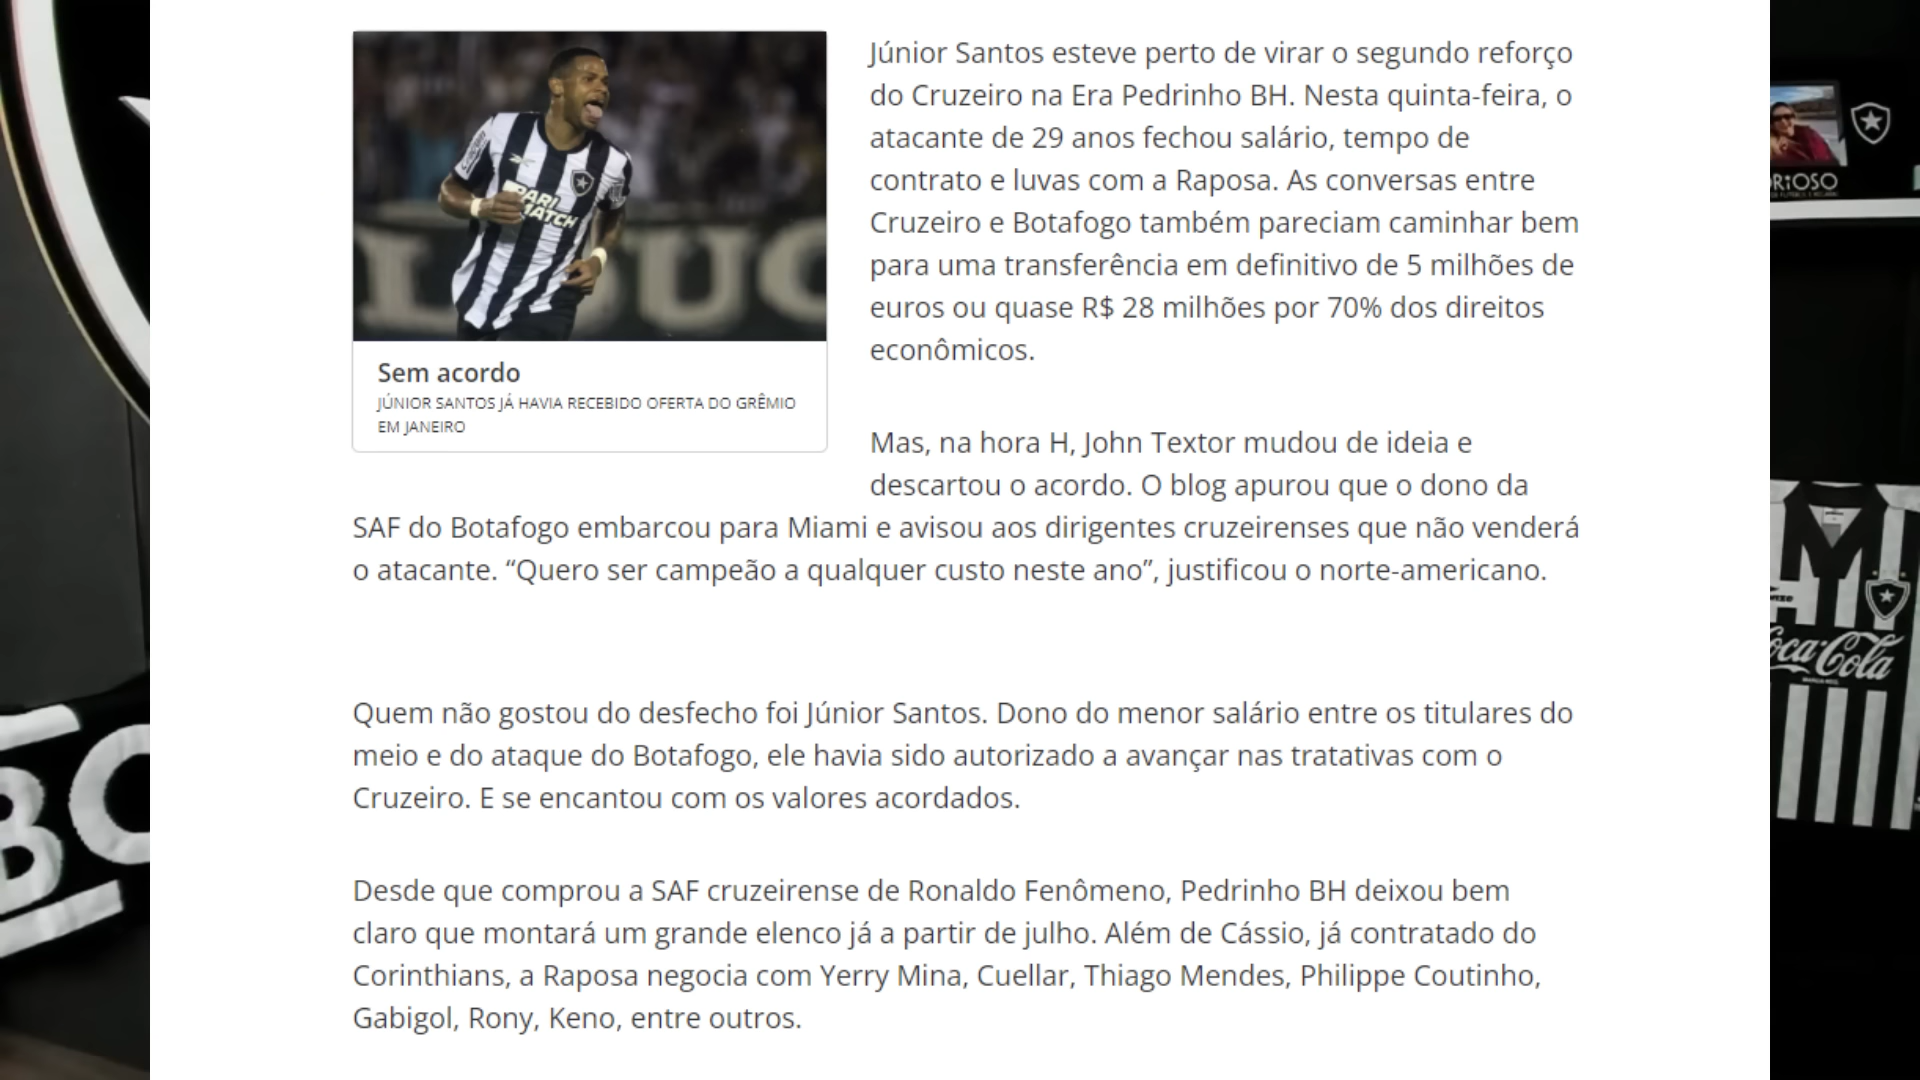 Júnior Santos esteve perto de virar o segundo reforço
do Cruzeiro na Era Pedrinho BH. Nesta quinta-feira, o
atacante de 29 anos fechou salário, tempo de
contrato e luvas com a Raposa. As conversas entre
Cruzeiro e Botafogo também pareciam caminhar bem
para uma transferência em definitivo de 5 milhões de
euros ou quase R$ 28 milhões por 70% dos direitos
econômicos.
PARI
MATCH
Sem acordo
JÚNIOR SANTOS JÁ HAVIA RECEBIDO OFERTA DO GRÊMIO
EM JANEIRO
Mas, na hora H, John Textor mudou de ideia e
descartou o acordo. O blog apurou que o dono da
SAF do Botafogo embarcou para Miami e avisou aos dirigentes cruzeirenses que não venderá
o atacante. “Quero ser campeão a qualquer custo neste ano”, justificou o norte-americano.
Quem não gostou do desfecho foi Júnior Santos. Dono do menor salário entre os titulares do
meio e do ataque do Botafogo, ele havia sido autorizado a avançar nas tratativas com o
Cruzeiro. E se encantou com os valores acordados.
Desde que comprou a SAF cruzeirense de Ronaldo Fenômeno, Pedrinho BH deixou bem
claro que montará um grande elenco já a partir de julho. Além de Cássio, já contratado do
Corinthians, a Raposa negocia com Yerry Mina, Cuellar, Thiago Mendes, Philippe Coutinho,
Gabigol, Rony, Keno, entre outros.
BO
RIOSO
oca-Cola